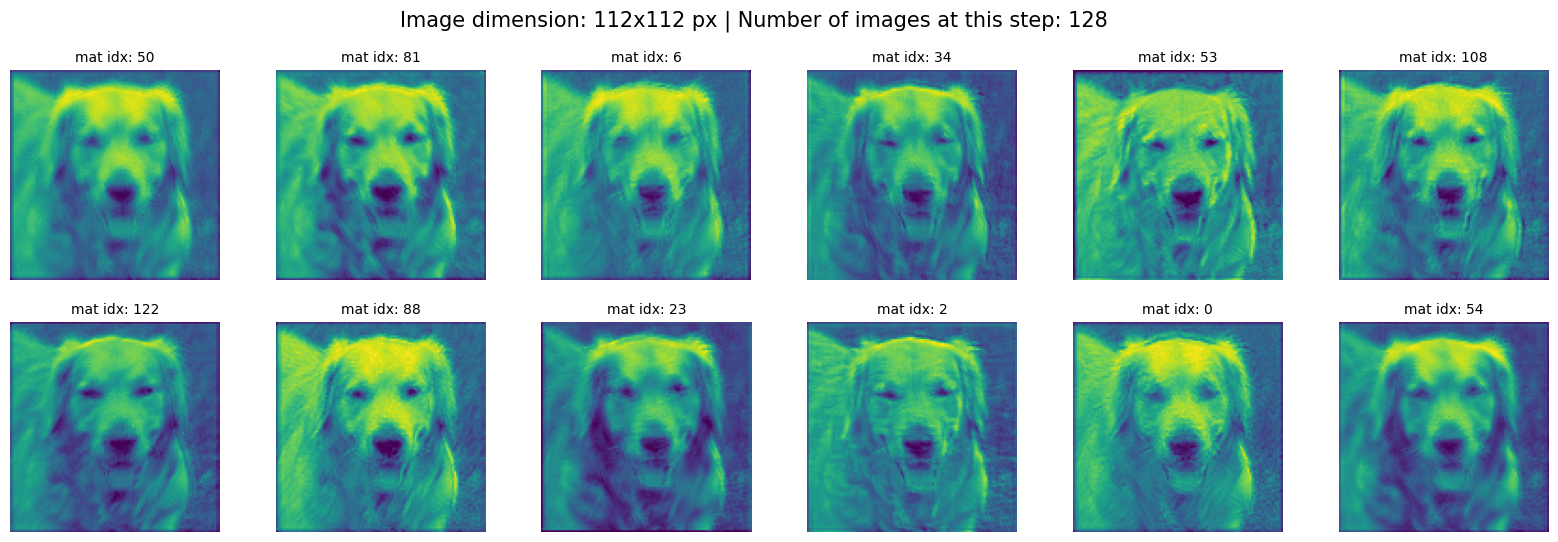 Image dimension: 112x112 px | Number of images at this step: 128
mat idx: 50
mat idx: 81
mat idx: 6
mat idx: 34
mat idx: 53
mat idx: 108
mat idx: 122
mat idx: 88
mat idx: 23
mat idx: 2
mat idx: 0
mat idx: 54